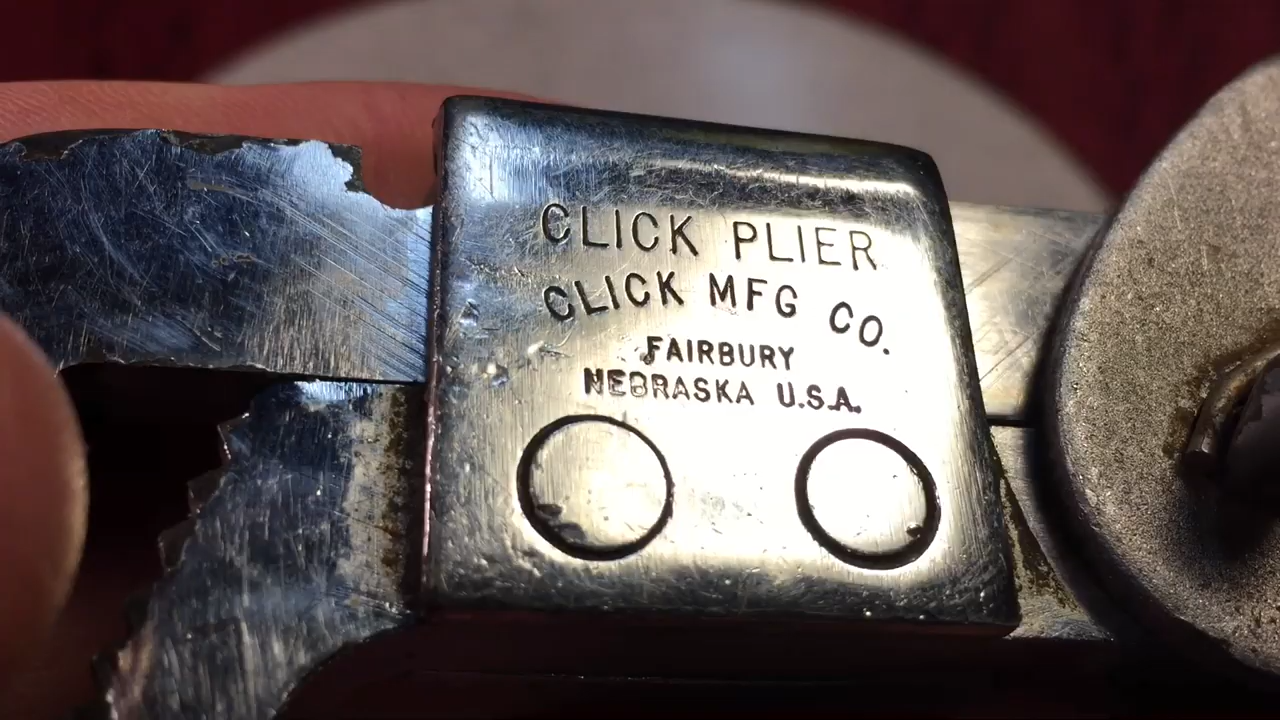 CLICK PLIER
CLICK MFG CO.
FAIRBURY
NEBRASKA U.S.A.